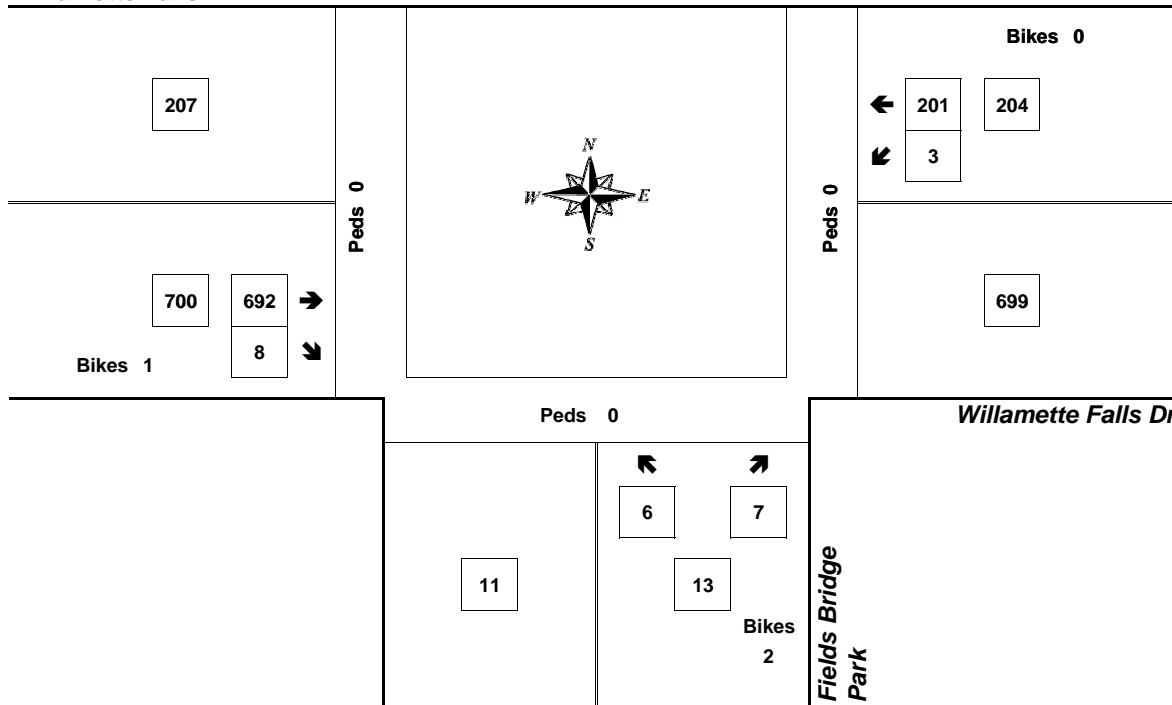 Bikes 0
207
201 204
3
N
W E
S
Peds 0
Peds 0
700 692
8
Bikes 1
699
Peds 0
Willamette Falls Dr
6 7
11 13
Bikes
2
Fields Bridge
Park